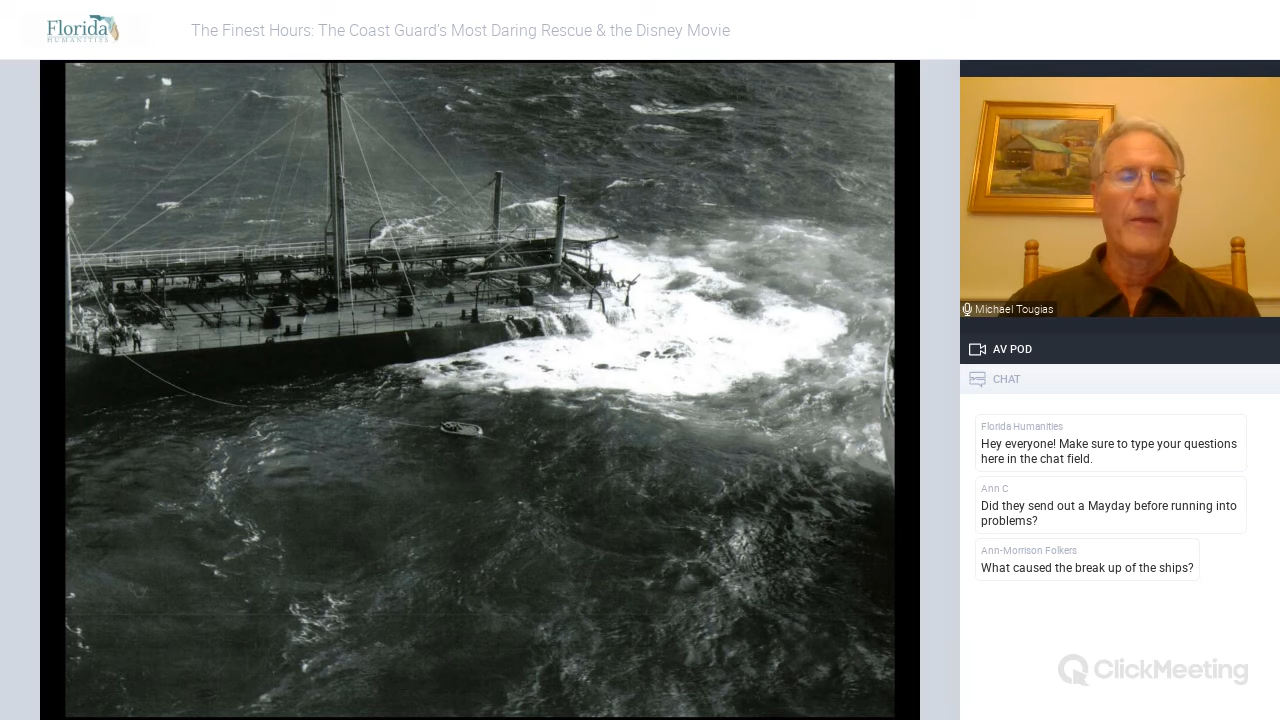 Florida
HUMANITIES
The Finest Hours: The Coast Guard's Most Daring Rescue & the Disney Movie
Michael Tougias
AV POD
CHAT
Florida Humanities
Hey everyone! Make sure to type your questions
here in the chat field.
Ann C
Did they send out a Mayday before running into
problems?
Ann-Morrison Folkers
What caused the break up of the ships?
ClickMeeting